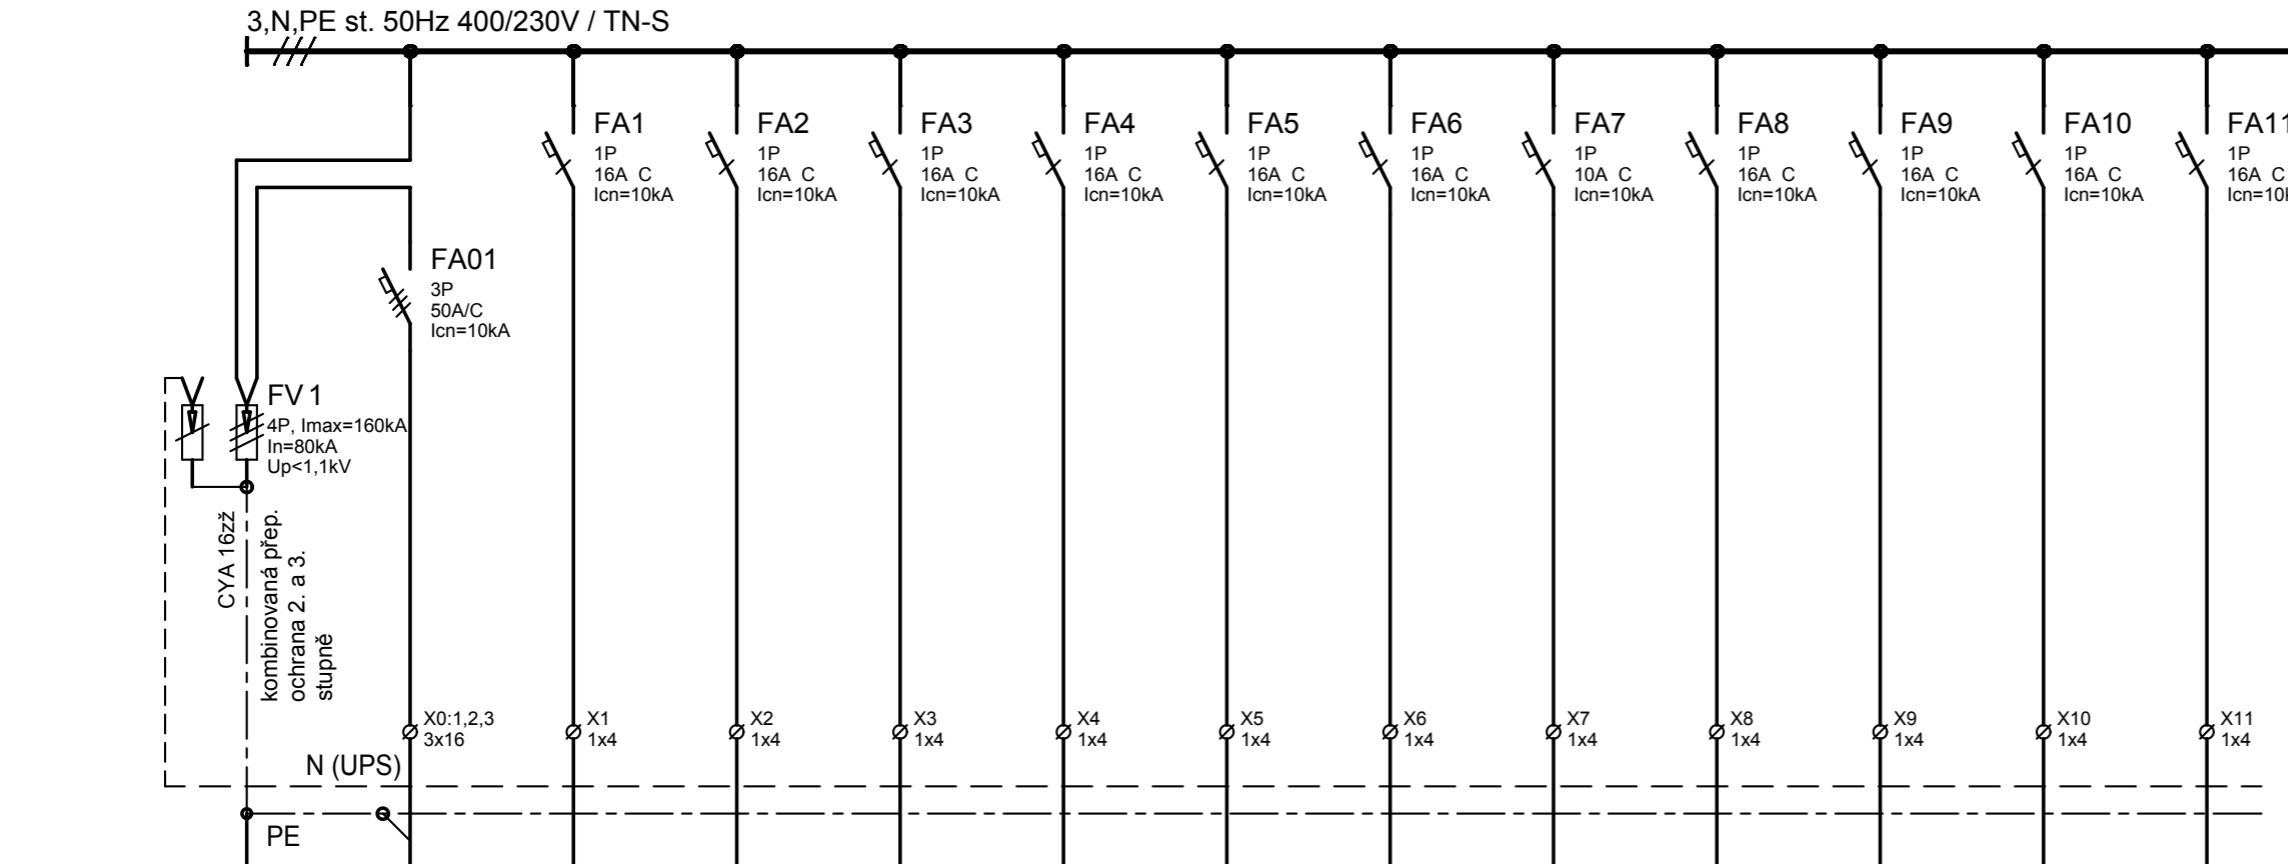 3,N,PE st. 50Hz 400/230V / TN-S
FA1
1P
16A C
Icn=10kA
FA2
1P
16A C
Icn=10kA
FA3
1P
16A C
Icn=10kA
FA4
1P
16A C
Icn=10kA
FA5
1P
16A C
Icn=10kA
FA6
1P
16A C
Icn=10kA
FA7
1P
10A C
Icn=10kA
FA8
1P
16A C
Icn=10kA
FA9
1P
16A C
Icn=10kA
FA10
1P
16A C
Icn=10kA
FA11
1P
16A C
Icn=10k
FA01
3P
50A/C
Icn=10kA
FV 1
4P, Imax=160kA
In=80kA
Up<1,1kV
CYA 16zž
kombinovaná přep.
ochrana 2. a 3.
stupně
X0:1,2,3
3x16
X1
1x4
X2
1x4
X3
1x4
X4
1x4
X5
1x4
X6
1x4
X7
1x4
X8
1x4
X9
1x4
X10
1x4
X11
1x4
N (UPS)
PE